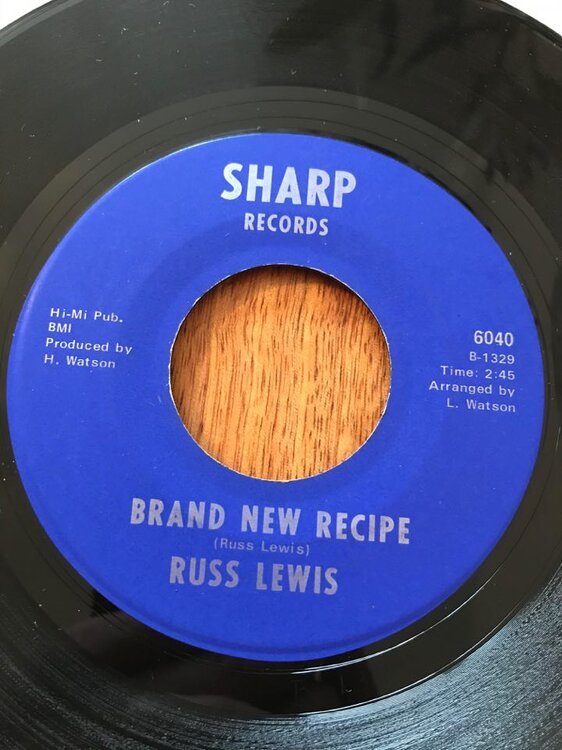 SHARP
RECORDS
Hi-Mi Pub.
BMI
Produced by
H. Watson
6040
B-1329
Time: 2:45
Arranged by
L. Watson
BRAND NEW RECIPE
(Russ Lewis)
RUSS LEWIS